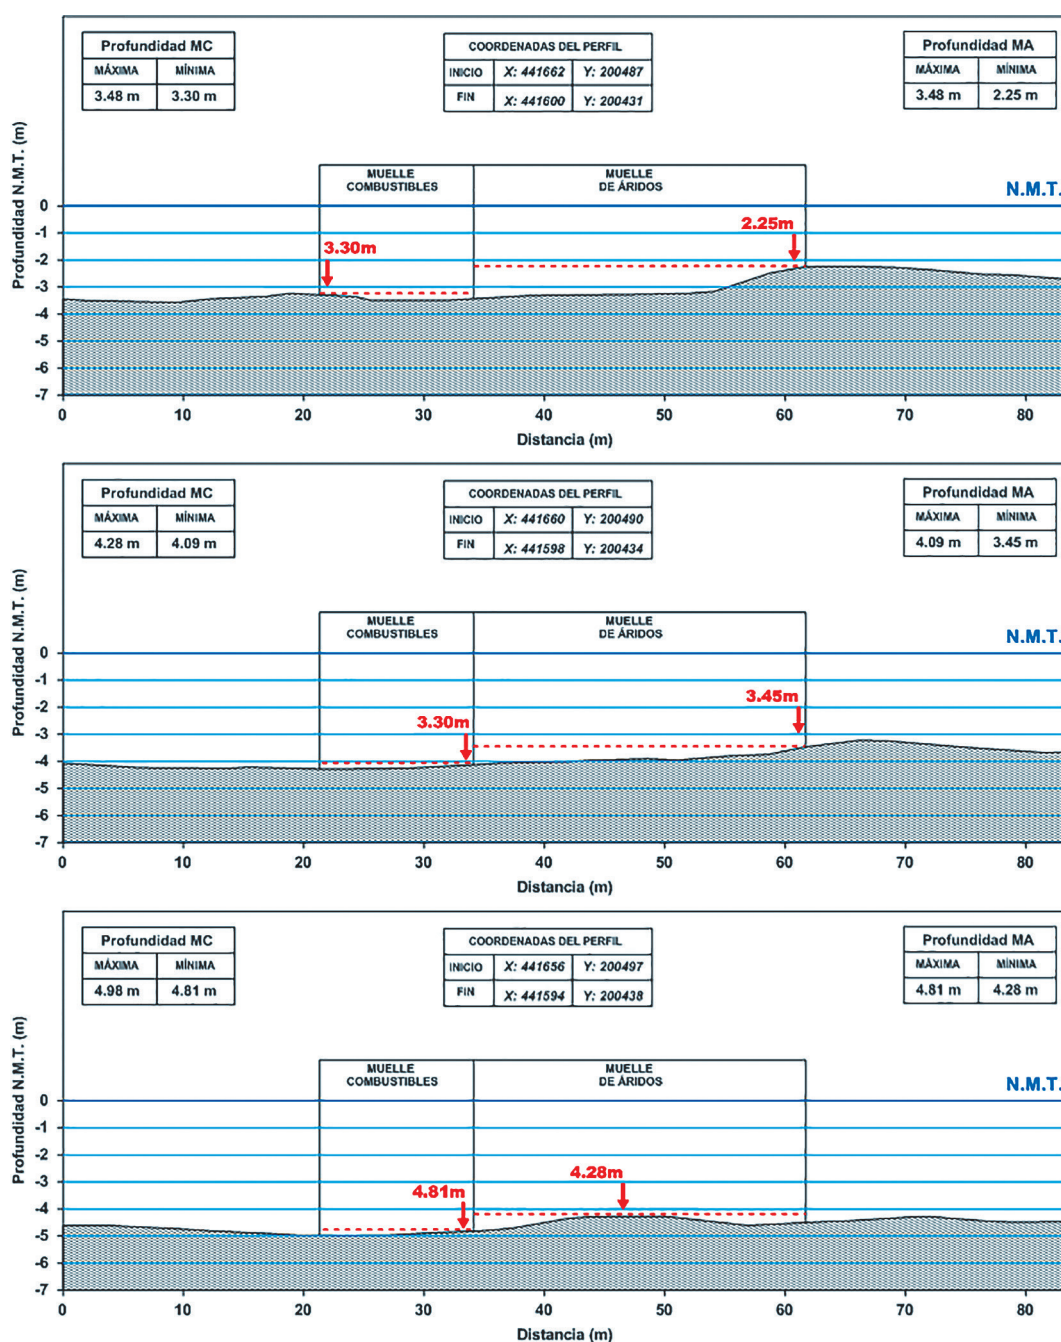 Profundidad MC
MÁXIMA MÍNIMA
3.48 m 3.30 m
COORDENADAS DEL PERFIL
INICIO X: 441662 Y: 200487
FIN X: 441600 Y: 200431
Profundidad MA
MÁXIMA MÍNIMA
3.48 m 2.25 m
Profundidad N.M.T. (m)
MUELLE COMBUSTIBLES
MUELLE DE ÁRIDOS
N.M.T.
3.30m
2.25m
0
-1
-2
-3
-4
-5
-6
-7
0 10 20 30 40 50 60 70 80
Distancia (m)
Profundidad MC
MÁXIMA MÍNIMA
4.28 m 4.09 m
COORDENADAS DEL PERFIL
INICIO X: 441660 Y: 200490
FIN X: 441598 Y: 200434
Profundidad MA
MÁXIMA MÍNIMA
4.09 m 3.45 m
Profundidad N.M.T. (m)
MUELLE COMBUSTIBLES
MUELLE DE ÁRIDOS
N.M.T.
3.30m
3.45m
0
-1
-2
-3
-4
-5
-6
-7
0 10 20 30 40 50 60 70 80
Distancia (m)
Profundidad MC
MÁXIMA MÍNIMA
4.98 m 4.81 m
COORDENADAS DEL PERFIL
INICIO X: 441656 Y: 200497
FIN X: 441594 Y: 200438
Profundidad MA
MÁXIMA MÍNIMA
4.81 m 4.28 m
Profundidad N.M.T. (m)
MUELLE COMBUSTIBLES
MUELLE DE ÁRIDOS
N.M.T.
4.81m
4.28m
0
-1
-2
-3
-4
-5
-6
-7
0 10 20 30 40 50 60 70 80
Distancia (m)